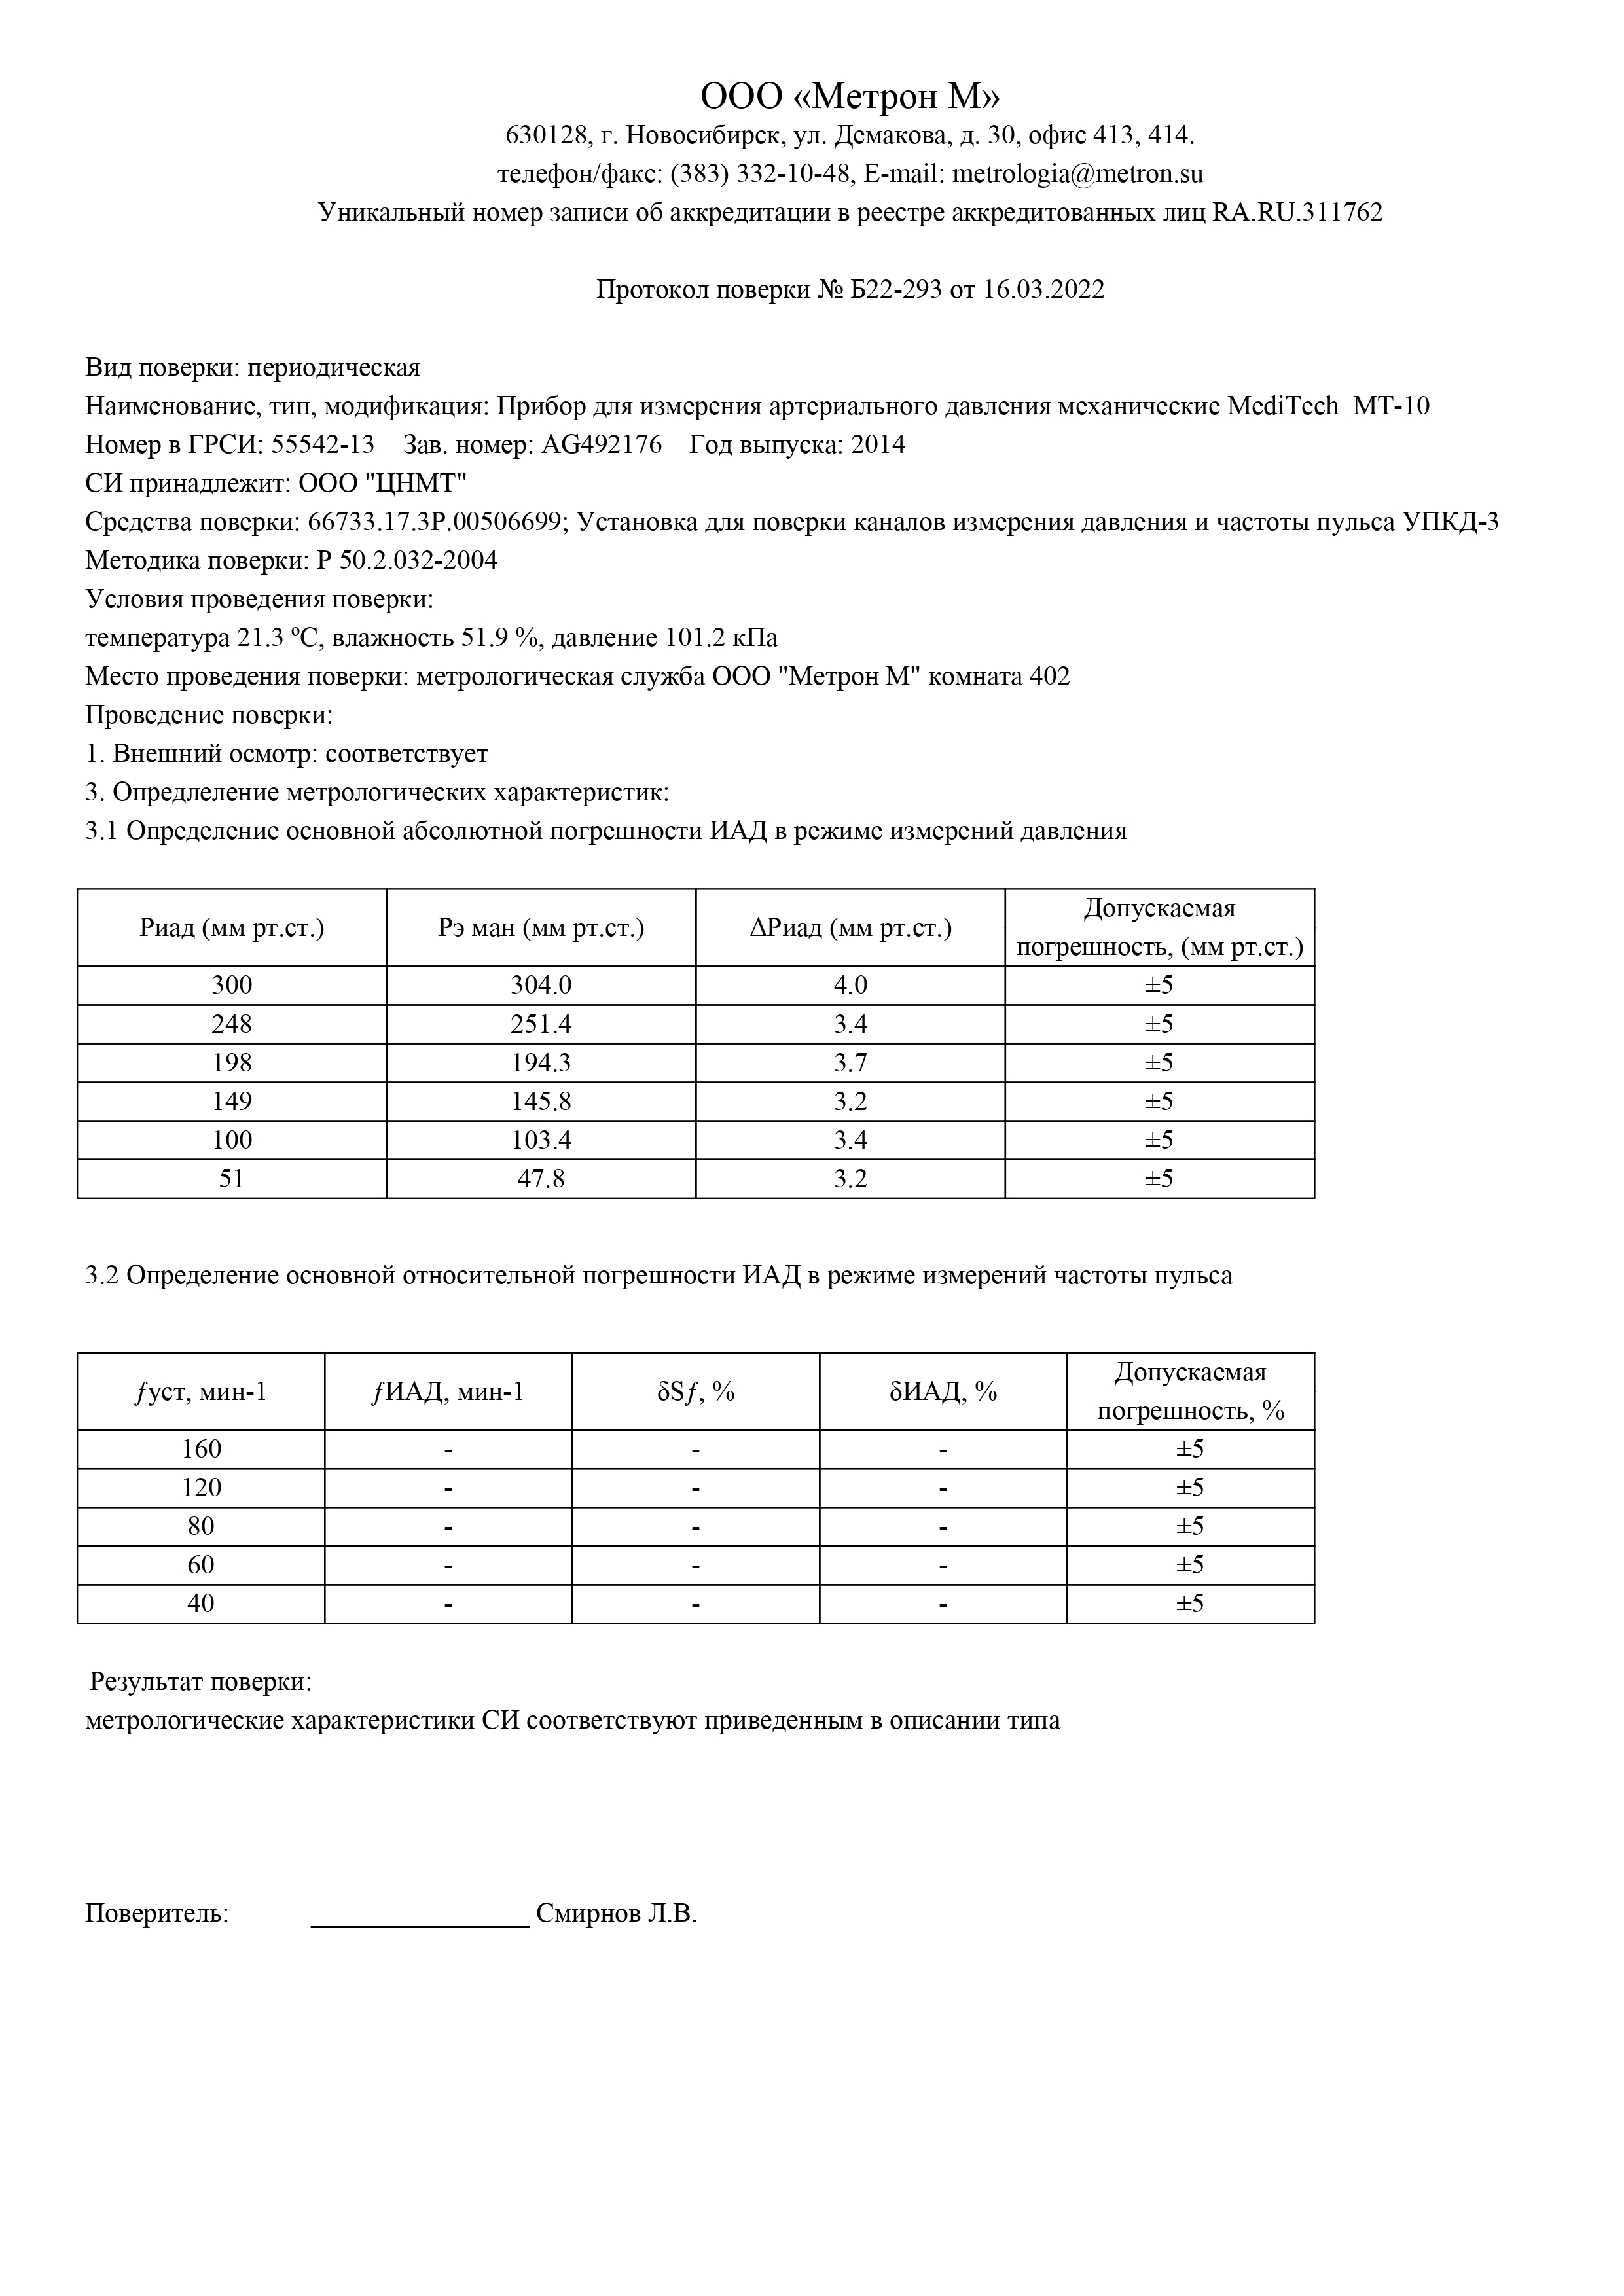 ООО «Метрон М»
630128, г. Новосибирск, ул. Демакова, д. 30, офис 413, 414.
телефон/факс: (383) 332-10-48, E-mail: metrologia@metron.su
Уникальный номер записи об аккредитации в реестре аккредитованных лиц RA.RU.311762
Протокол поверки № Б22-293 от 16.03.2022
Вид поверки: периодическая
Наименование, тип, модификация: Прибор для измерения артериального давления механические MediTech  МТ-10
Номер в ГРСИ: 55542-13    Зав. номер: AG492176    Год выпуска: 2014
СИ принадлежит: ООО "ЦНМТ"
Средства поверки: 66733.17.3Р.00506699; Установка для поверки каналов измерения давления и частоты пульса УПКД-3
Методика поверки: Р 50.2.032-2004
Условия проведения поверки:
температура 21.3 ºС, влажность 51.9 %, давление 101.2 кПа
Место проведения поверки: метрологическая служба ООО "Метрон М" комната 402
Проведение поверки:
1. Внешний осмотр: соответствует
3. Опредлеление метрологических характеристик:
3.1 Определение основной абсолютной погрешности ИАД в режиме измерений давления
Риад (мм рт.ст.) Рэ ман (мм рт.ст.) ΔРиад (мм рт.ст.) Допускаемая погрешность, (мм рт.ст.)
300 304.0 4.0 ±5
248 251.4 3.4 ±5
198 194.3 3.7 ±5
149 145.8 3.2 ±5
100 103.4 3.4 ±5
51 47.8 3.2 ±5
3.2 Определение основной относительной погрешности ИАД в режиме измерений частоты пульса
ƒуст, мин-1 ƒИАД, мин-1 δSƒ, % δИАД, % Допускаемая погрешность, %
160 - - - ±5
120 - - - ±5
80 - - - ±5
60 - - - ±5
40 - - - ±5
Результат поверки:
метрологические характеристики СИ соответствуют приведенным в описании типа
Поверитель: ________________ Смирнов Л.В.